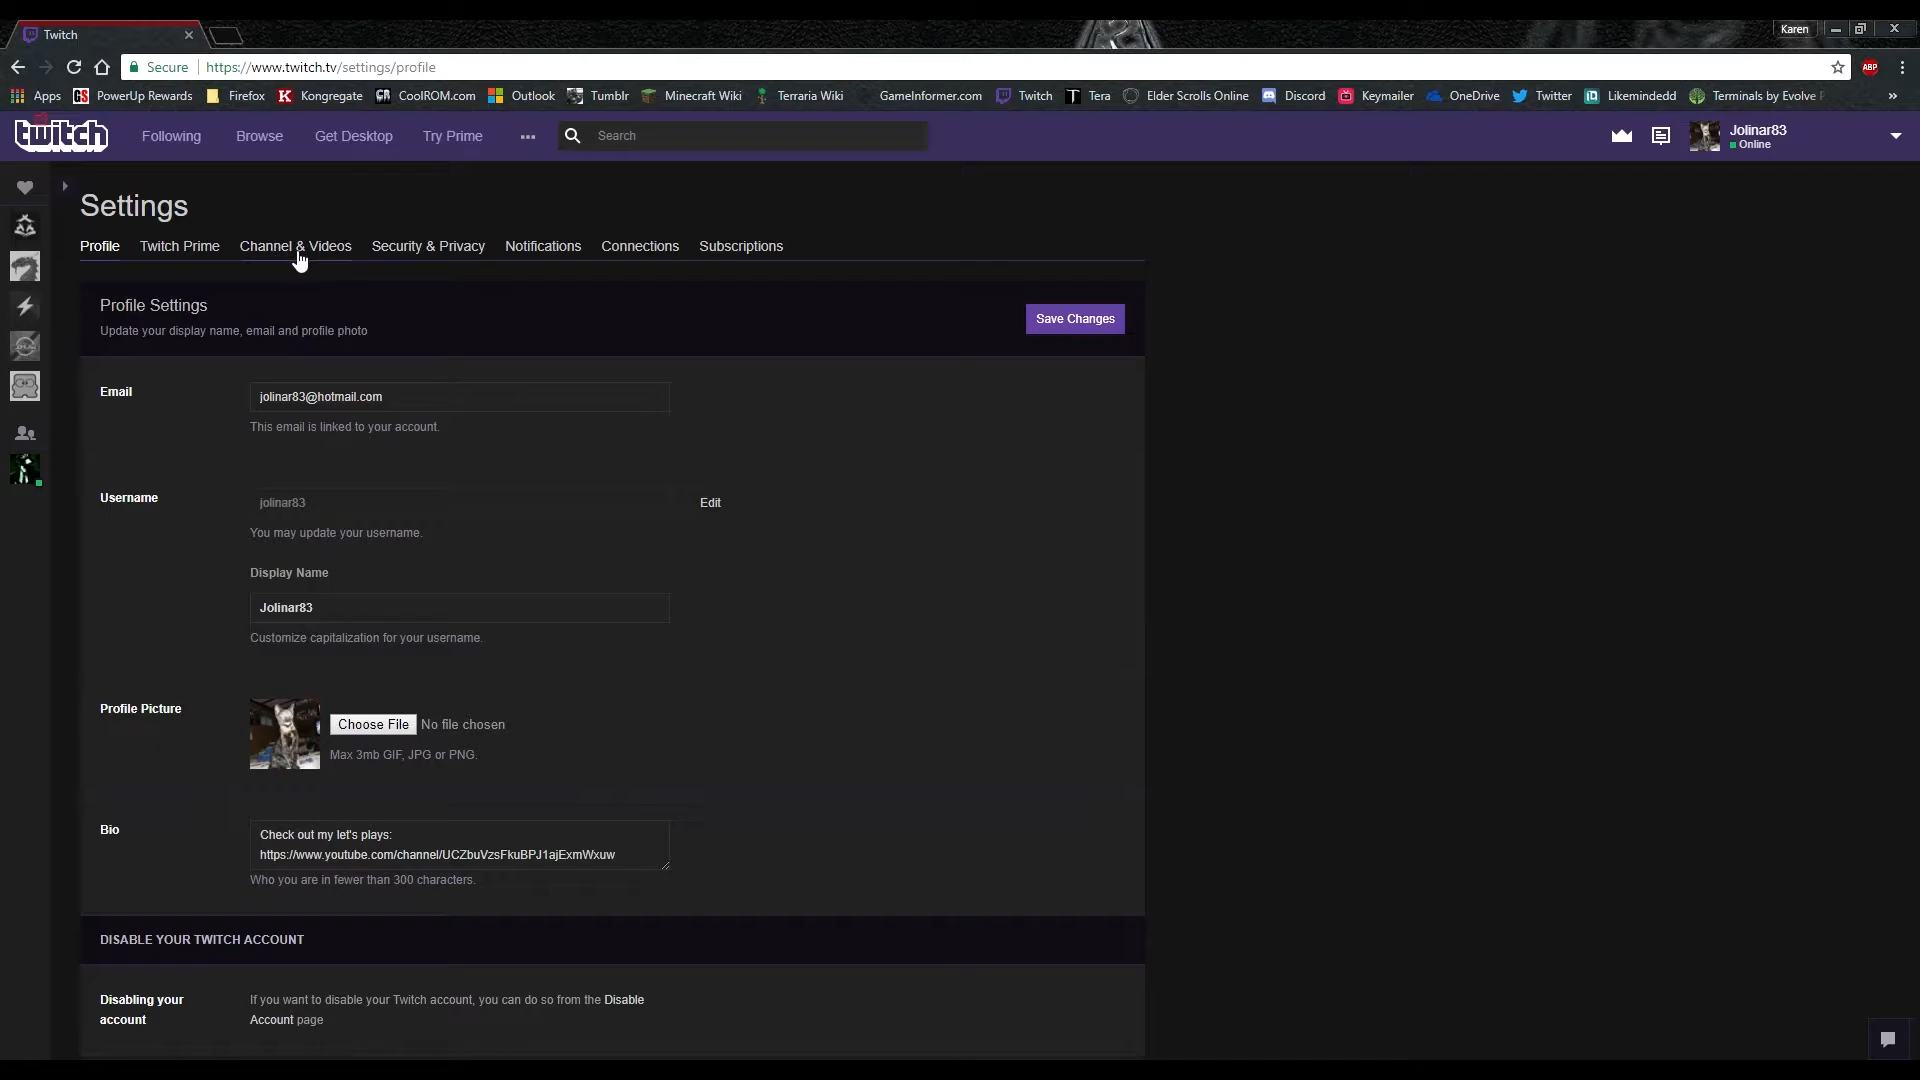 Twitch
Karen
Secure https://www.twitch.tv/settings/profile
ABP
Apps PowerUp Rewards Firefox Kongregate CoolROM.com Outlook Tumblr Minecraft Wiki Terraria Wiki GameInformer.com Twitch Tera Elder Scrolls Online Discord Keymailer OneDrive Twitter Likemindedd Terminals by Evolve »
twitch Following Browse Get Desktop Try Prime ... Search Jolinar83
Online
Settings
Profile Twitch Prime Channel & Videos Security & Privacy Notifications Connections Subscriptions
Profile Settings
Update your display name, email and profile photo
Save Changes
Email jolinar83@hotmail.com
This email is linked to your account.
Username jolinar83 Edit
You may update your username.
Display Name
Jolinar83
Customize capitalization for your username.
Profile Picture
Choose File No file chosen
Max 3mb GIF, JPG or PNG.
Bio Check out my let's plays:
https://www.youtube.com/channel/UCZbuVzsFkuBPJ1ajExmWxuw
Who you are in fewer than 300 characters.
DISABLE YOUR TWITCH ACCOUNT
Disabling your If you want to disable your Twitch account, you can do so from the Disable
account Account page